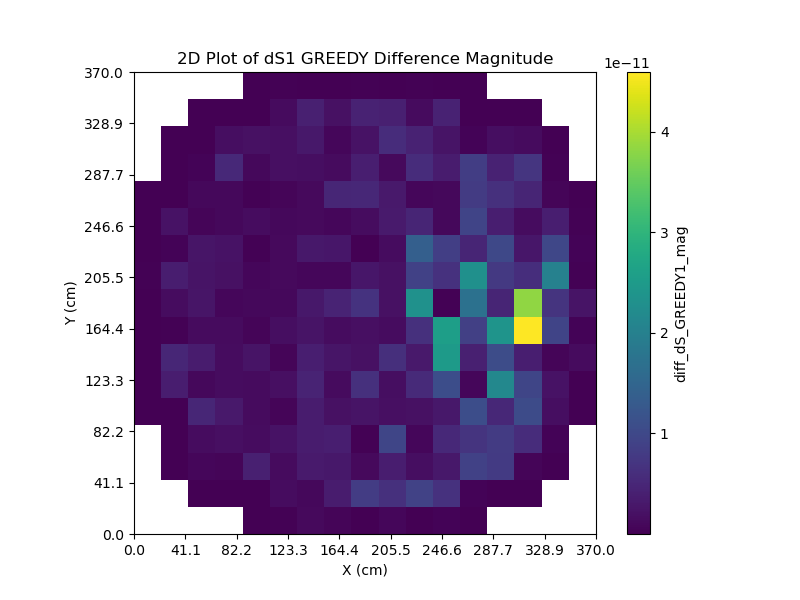 2D Plot of dS1 GREEDY Difference Magnitude
1e−11
370.0
328.9
287.7
246.6
205.5
164.4
123.3
82.2
41.1
0.0
Y (cm)
0.0 41.1 82.2 123.3 164.4 205.5 246.6 287.7 328.9 370.0
X (cm)
4
3
2
1
diff_dS_GREEDY1_mag